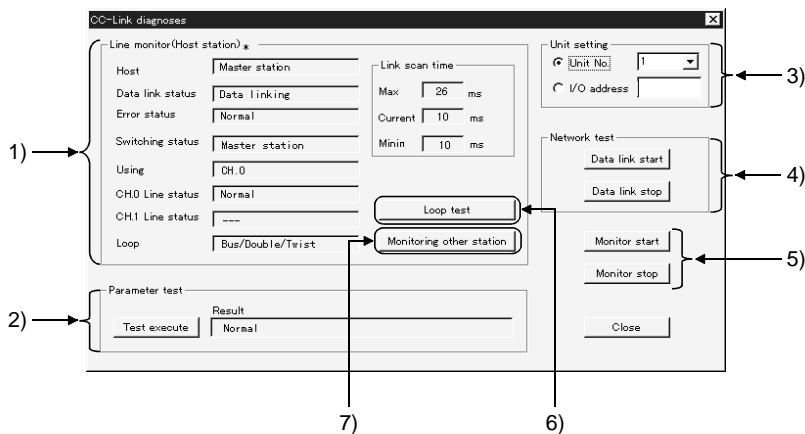 CC-Link diagnoses
Line monitor(Host station) *
Host Master station
Data link status Data linking
Error status Normal
Switching status Master station
Using CH.0
CH.0 Line status Normal
CH.1 Line status ---
Loop Bus/Double/Twist
Link scan time
Max 26 ms
Current 10 ms
Minin 10 ms
Loop test
Monitoring other station
Unit setting
Unit No. 1
I/O address
Network test
Data link start
Data link stop
Monitor start
Monitor stop
Close
Parameter test
Result
Test execute Normal
1)
2)
3)
4)
5)
6)
7)